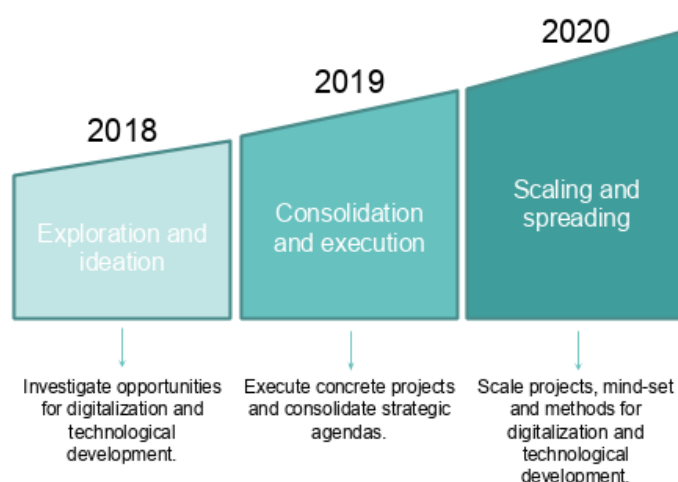 2018
2019
2020
Exploration and
ideation
Consolidation
and execution
Scaling and
spreading
Investigate opportunities
for digitalization and
technological
development.
Execute concrete projects
and consolidate strategic
agendas.
Scale projects, mind-set
and methods for
digitalization and
technological
development.